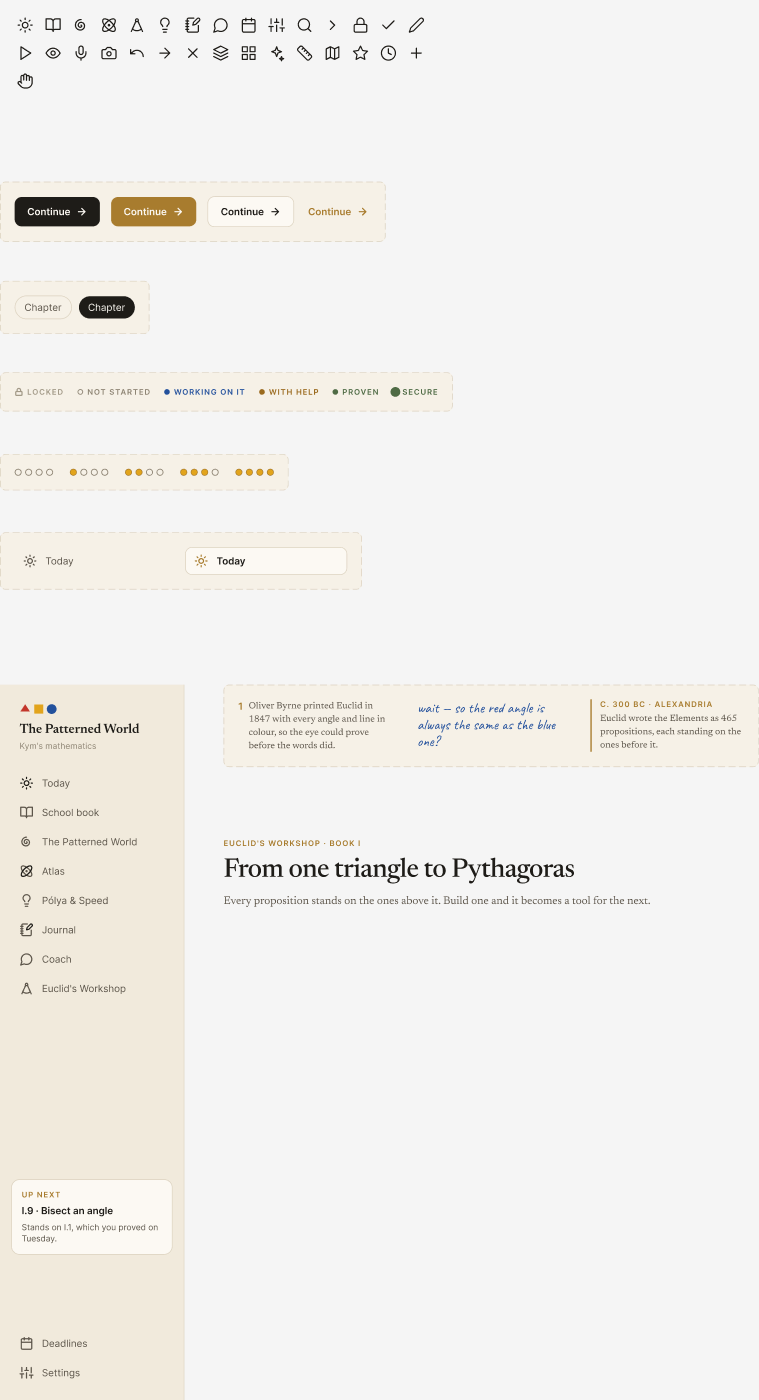 Continue
Continue
Continue
Continue
Chapter
Chapter
LOCKED
NOT STARTED
WORKING ON IT
WITH HELP
PROVEN
SECURE
Today
Today
The Patterned World
Kym's mathematics
Today
School book
The Patterned World
Atlas
Pólya & Speed
Journal
Coach
Euclid's Workshop
UP NEXT
I.9 · Bisect an angle
Stands on I.1, which you proved on
Tuesday.
Deadlines
Settings
1 Oliver Byrne printed Euclid in
1847 with every angle and line in
colour, so the eye could prove
before the words did.
wait — so the red angle is
always the same as the blue
one?
C. 300 BC · ALEXANDRIA
Euclid wrote the Elements as 465
propositions, each standing on the
ones before it.
EUCLID'S WORKSHOP · BOOK I
From one triangle to Pythagoras
Every proposition stands on the ones above it. Build one and it becomes a tool for the next.